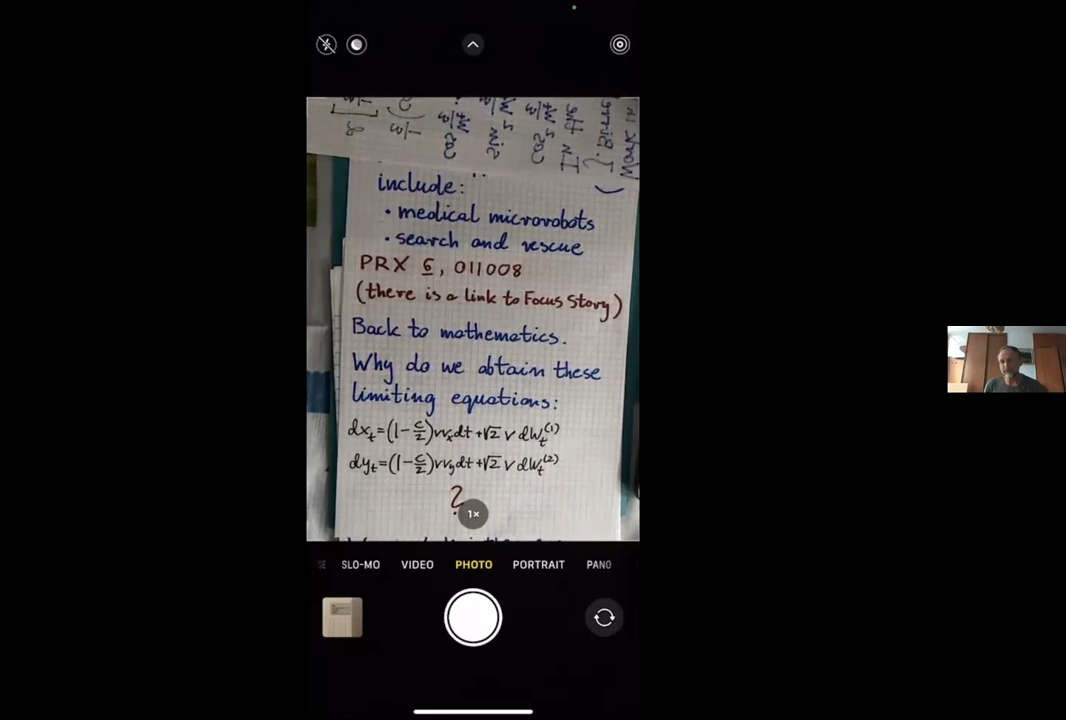 include:
• medical microrobots
• search and rescue
PRX 6, 011008
(there is a link to Focus Story)
Back to mathematics.
Why do we obtain these
limiting equations:
dx_t = (1 - c/2) v v_x dt + √2 v dW_t^(1)
dy_t = (1 - c/2) v v_y dt + √2 v dW_t^(2)
?
1×
SLO-MO VIDEO PHOTO PORTRAIT PANO